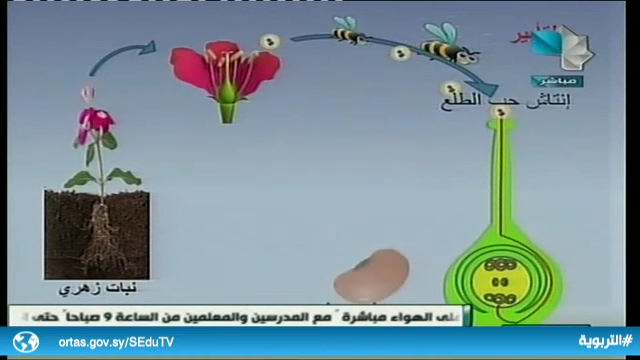 مباشر
إنتاش حب الطلع
نبات زهري
على الهواء مباشرة " مع المدرسين والمعلمين من الساعة 9 صباحاً حتى
ortas.gov.sy/SEduTV
#التربوية